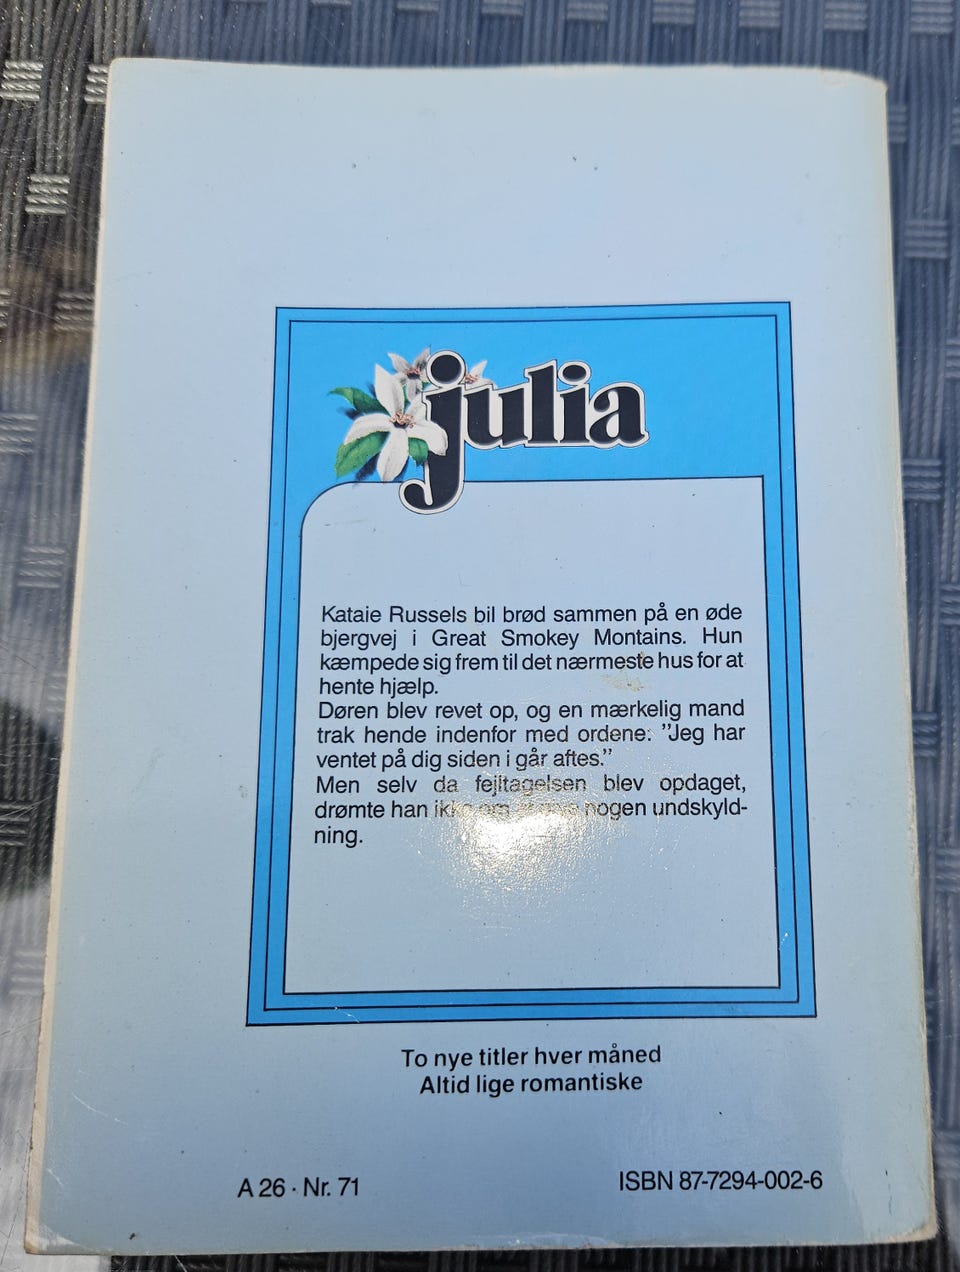 julia
Kataie Russels bil brød sammen på en øde
bjergvej i Great Smokey Montains. Hun
kæmpede sig frem til det nærmeste hus for at
hente hjælp.
Døren blev revet op, og en mærkelig mand
trak hende indenfor med ordene: "Jeg har
ventet på dig siden i går aftes."
Men selv da fejltagelsen blev opdaget,
drømte han ikke om nogen undskyld-
ning.
To nye titler hver måned
Altid lige romantiske
A 26 · Nr. 71
ISBN 87-7294-002-6